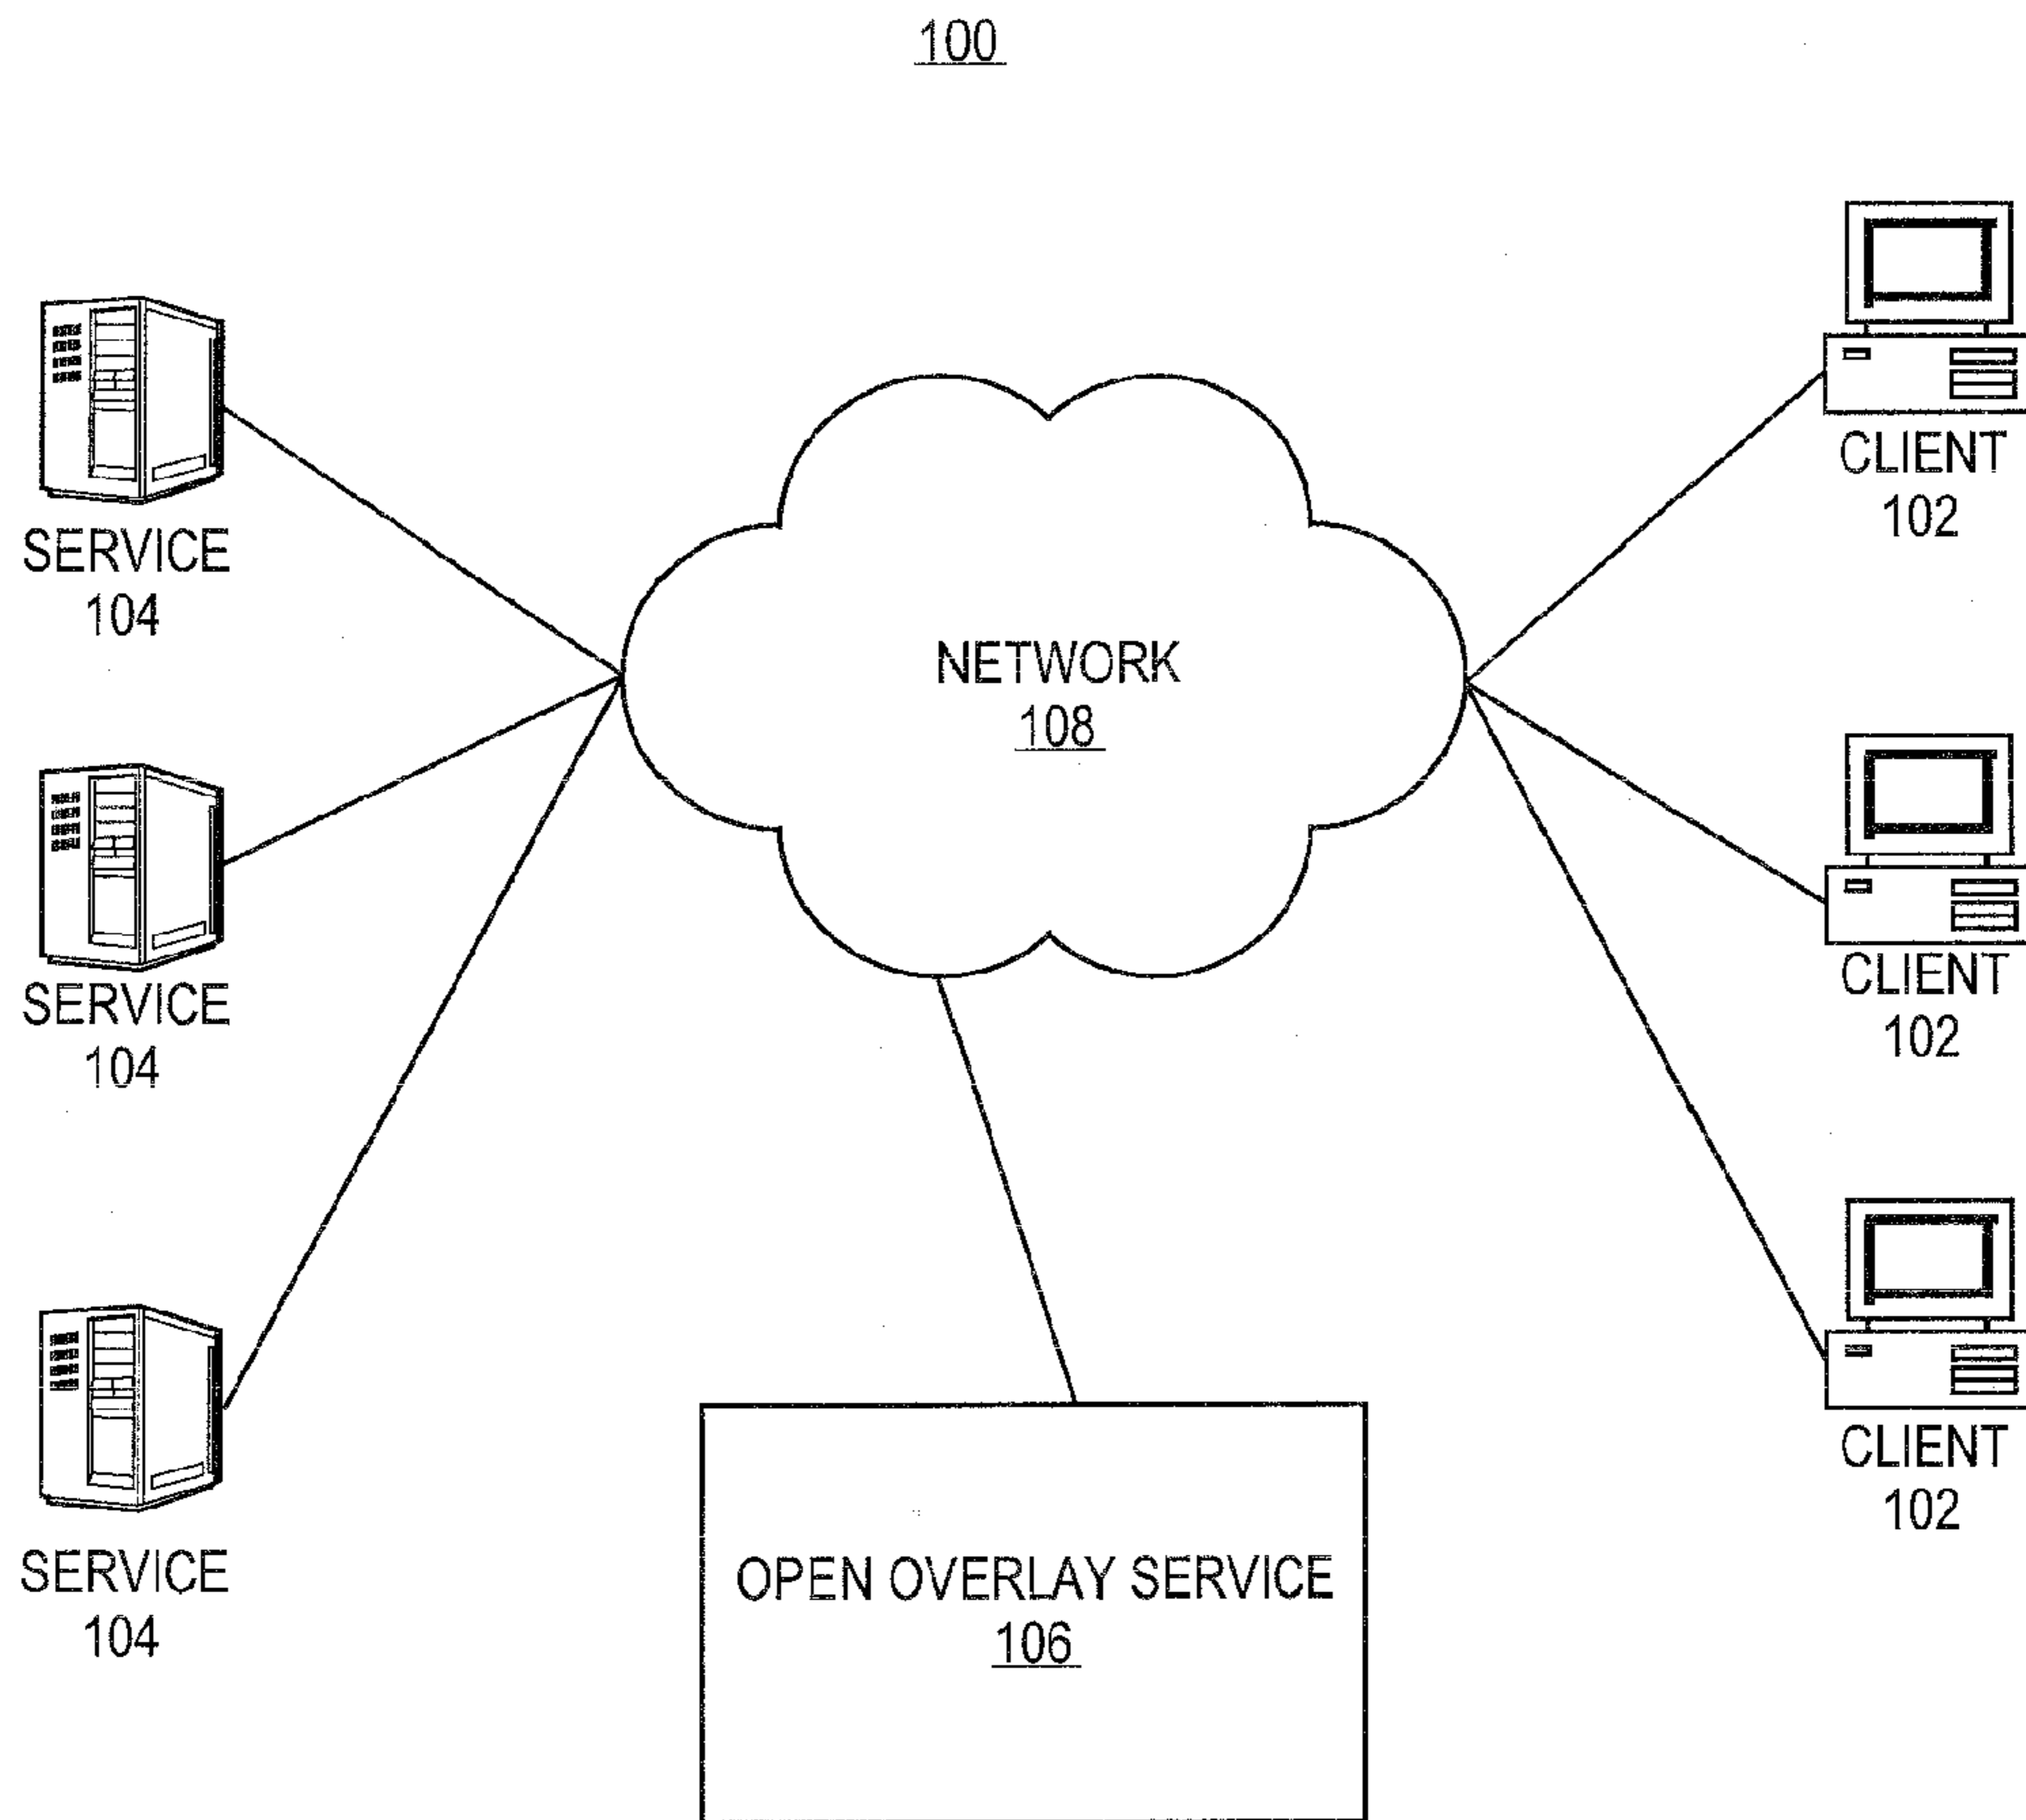 100
SERVICE
104
SERVICE
104
SERVICE
104
NETWORK
108
OPEN OVERLAY SERVICE
106
CLIENT
102
CLIENT
102
CLIENT
102